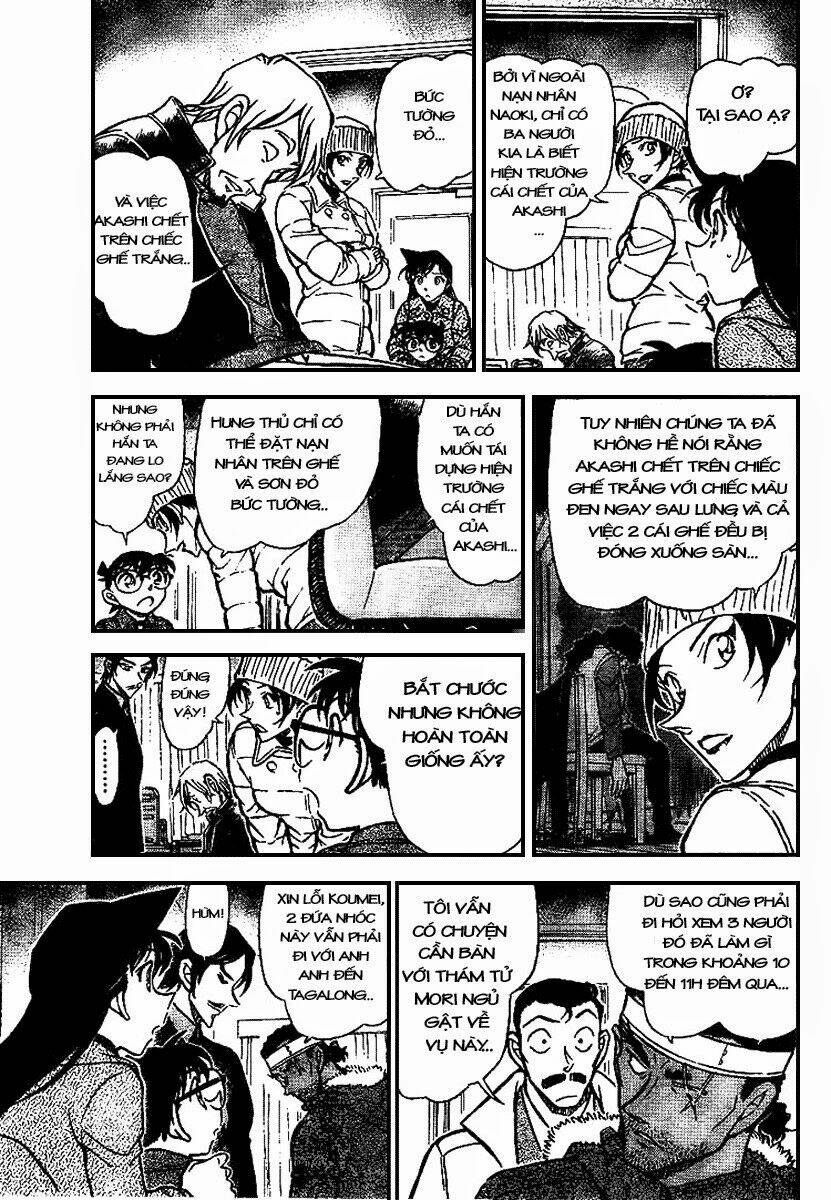 Ơ?
TẠI SAO Ạ?
BỞI VÌ NGOÀI
NẠN NHÂN
NAOKI, CHỈ CÓ
BA NGƯỜI
KIA LÀ BIẾT
HIỆN TRƯỜNG
CÁI CHẾT CỦA
AKASHI
...
BỨC
TƯỜNG
ĐỎ...
VÀ VIỆC
AKASHI CHẾT
TRÊN CHIẾC
GHẾ TRẮNG..
TUY NHIÊN CHÚNG TA ĐÃ
KHÔNG HỀ NÓI RẰNG
AKASHI CHẾT TRÊN CHIẾC
GHẾ TRẮNG VỚI CHIẾC MÀU
ĐEN NGAY SAU LƯNG, VÀ CẢ
VIỆC 2 CÁI GHẾ ĐỀU BỊ
ĐÓNG XUỐNG SÀN...
DÙ HẮN
TA CÓ
MUỐN TÁI
DỰNG HIỆN
TRƯỜNG
CÁI CHẾT
CỦA
AKASHI...
HUNG THỦ CHỈ CÓ
THỂ ĐẶT NẠN
NHÂN TRÊN GHẾ
VÀ SƠN ĐỎ
BỨC TƯỜNG..
NHƯNG
KHÔNG PHẢI
HẮN TA
ĐANG LO
LẮNG SAO?
BẮT CHƯỚC
NHƯNG KHÔNG
HOÀN TOÀN
GIỐNG ẤY?
ĐÚNG
ĐÚNG
VẬY!
........
DÙ SAO CŨNG PHẢI
ĐI HỎI XEM 3 NGƯỜI
ĐÓ ĐÃ LÀM GÌ
TRONG KHOẢNG 10
ĐẾN 11H ĐÊM QUA...
TÔI VẪN
CÓ CHUYỆN
CẦN BÀN
VỚI THÁM TỬ
MORI NGỦ
GẬT VỀ
VỤ NÀY...
XIN LỖI KOUMEI,
2 ĐỨA NHÓC
NÀY VẪN PHẢI
ĐI VỚI ANH
ANH ĐẾN
TAGALONG..
HỪM!